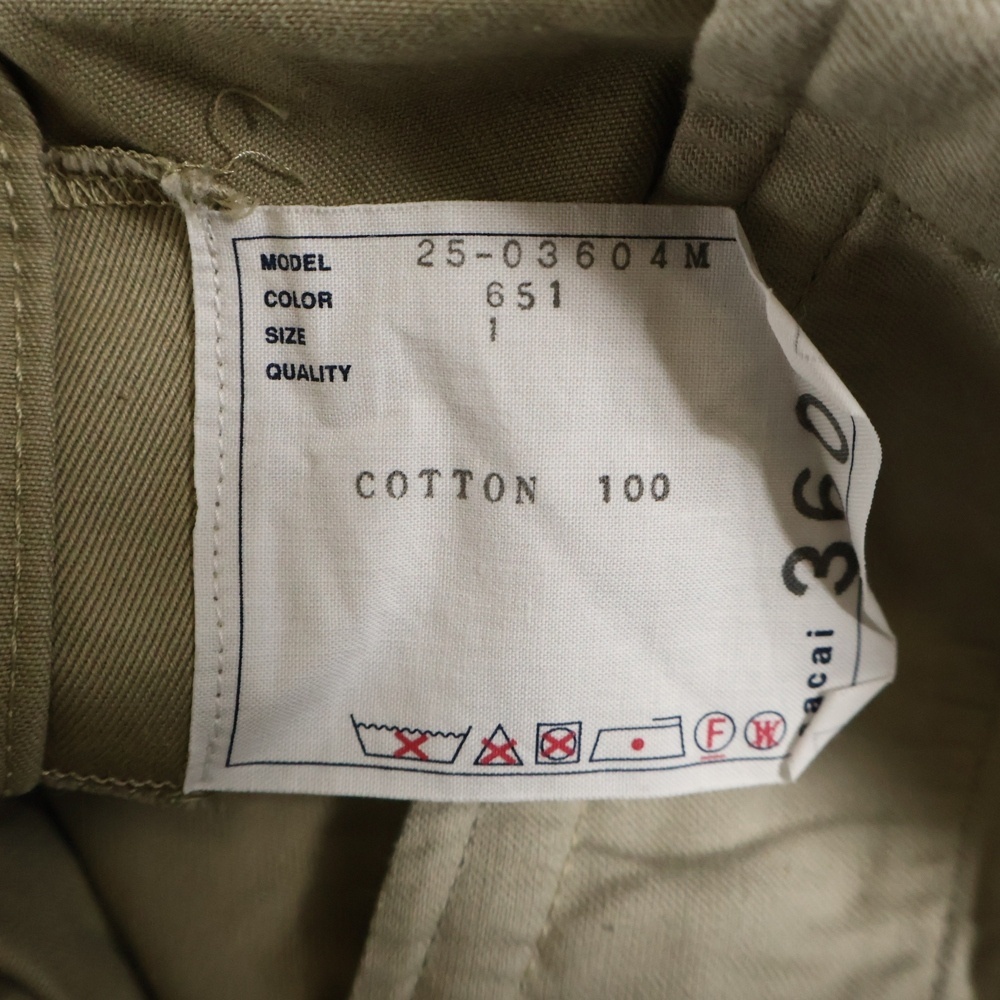 MODEL 25-03604M
COLOR 651
SIZE 1
QUALITY
COTTON 100
360
acai
F
W